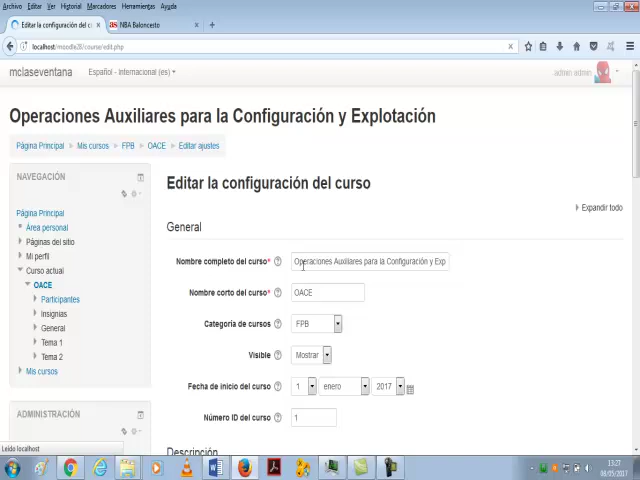 Archivo Editar Ver Historial Marcadores Herramientas Ayuda
Editar la configuración del c
NBA Baloncesto
localhost/moodle28/course/edit.php
mclaseventana
Español - Internacional (es)
admin admin
Operaciones Auxiliares para la Configuración y Explotación
Página Principal Mis cursos FPB OACE Editar ajustes
NAVEGACIÓN
Página Principal
Área personal
Páginas del sitio
Mi perfil
Curso actual
OACE
Participantes
Insignias
General
Tema 1
Tema 2
Mis cursos
ADMINISTRACIÓN
Editar la configuración del curso
Expandir todo
General
Nombre completo del curso* Operaciones Auxiliares para la Configuración y Exp
Nombre corto del curso* OACE
Categoría de cursos FPB
Visible Mostrar
Fecha de inicio del curso 1 enero 2017
Número ID del curso 1
Descripción
Leído localhost
13:27
08/05/2017